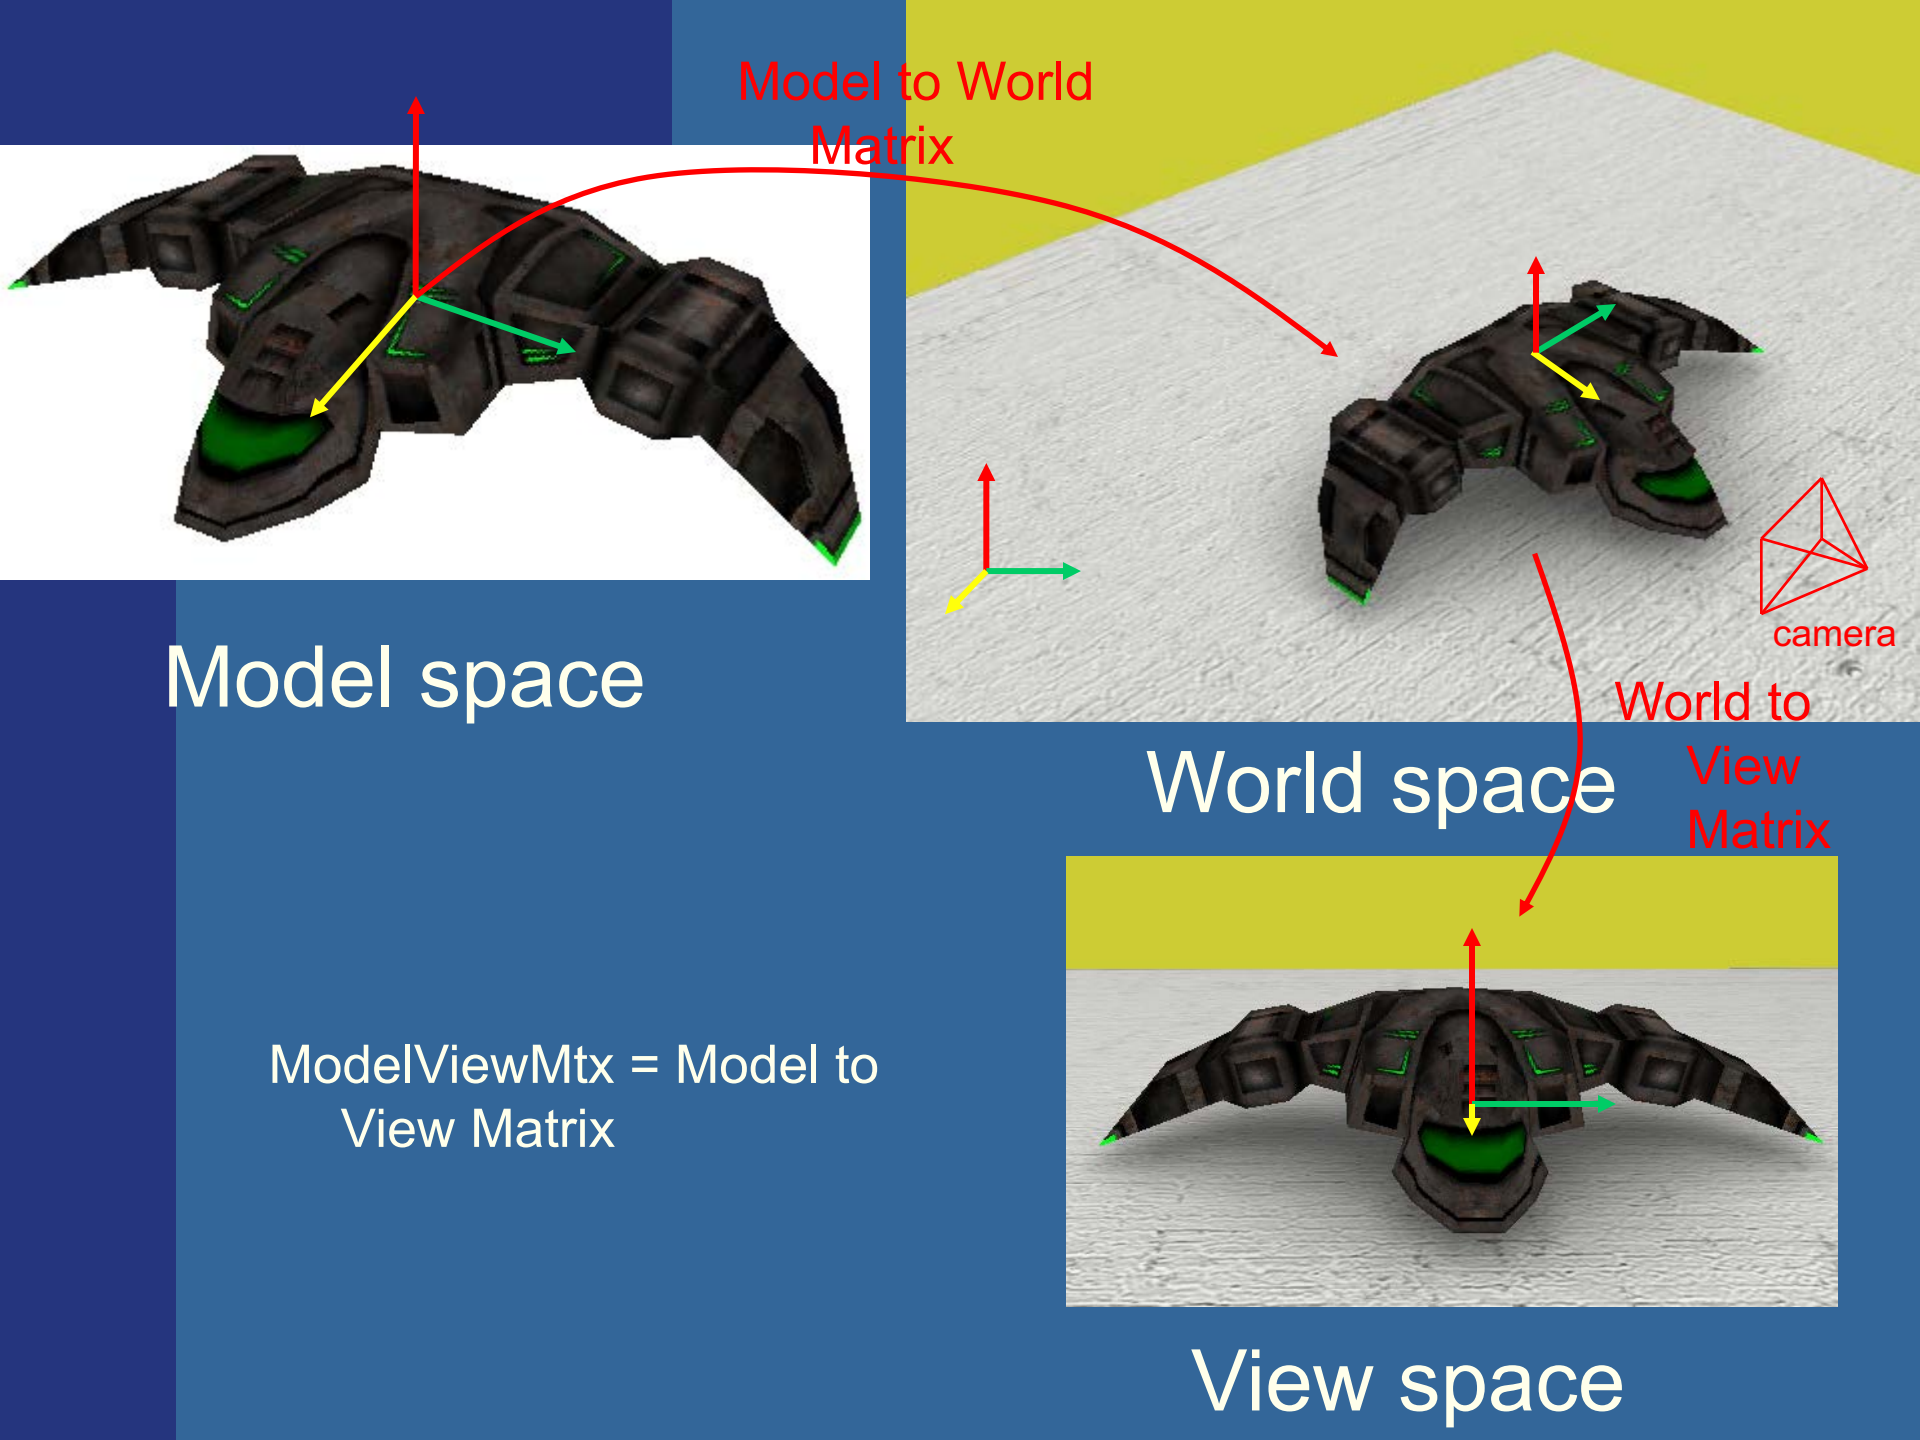 Model to World
Matrix
camera
Model space
World to
View
Matrix
World space
ModelViewMtx = Model to
View Matrix
View space